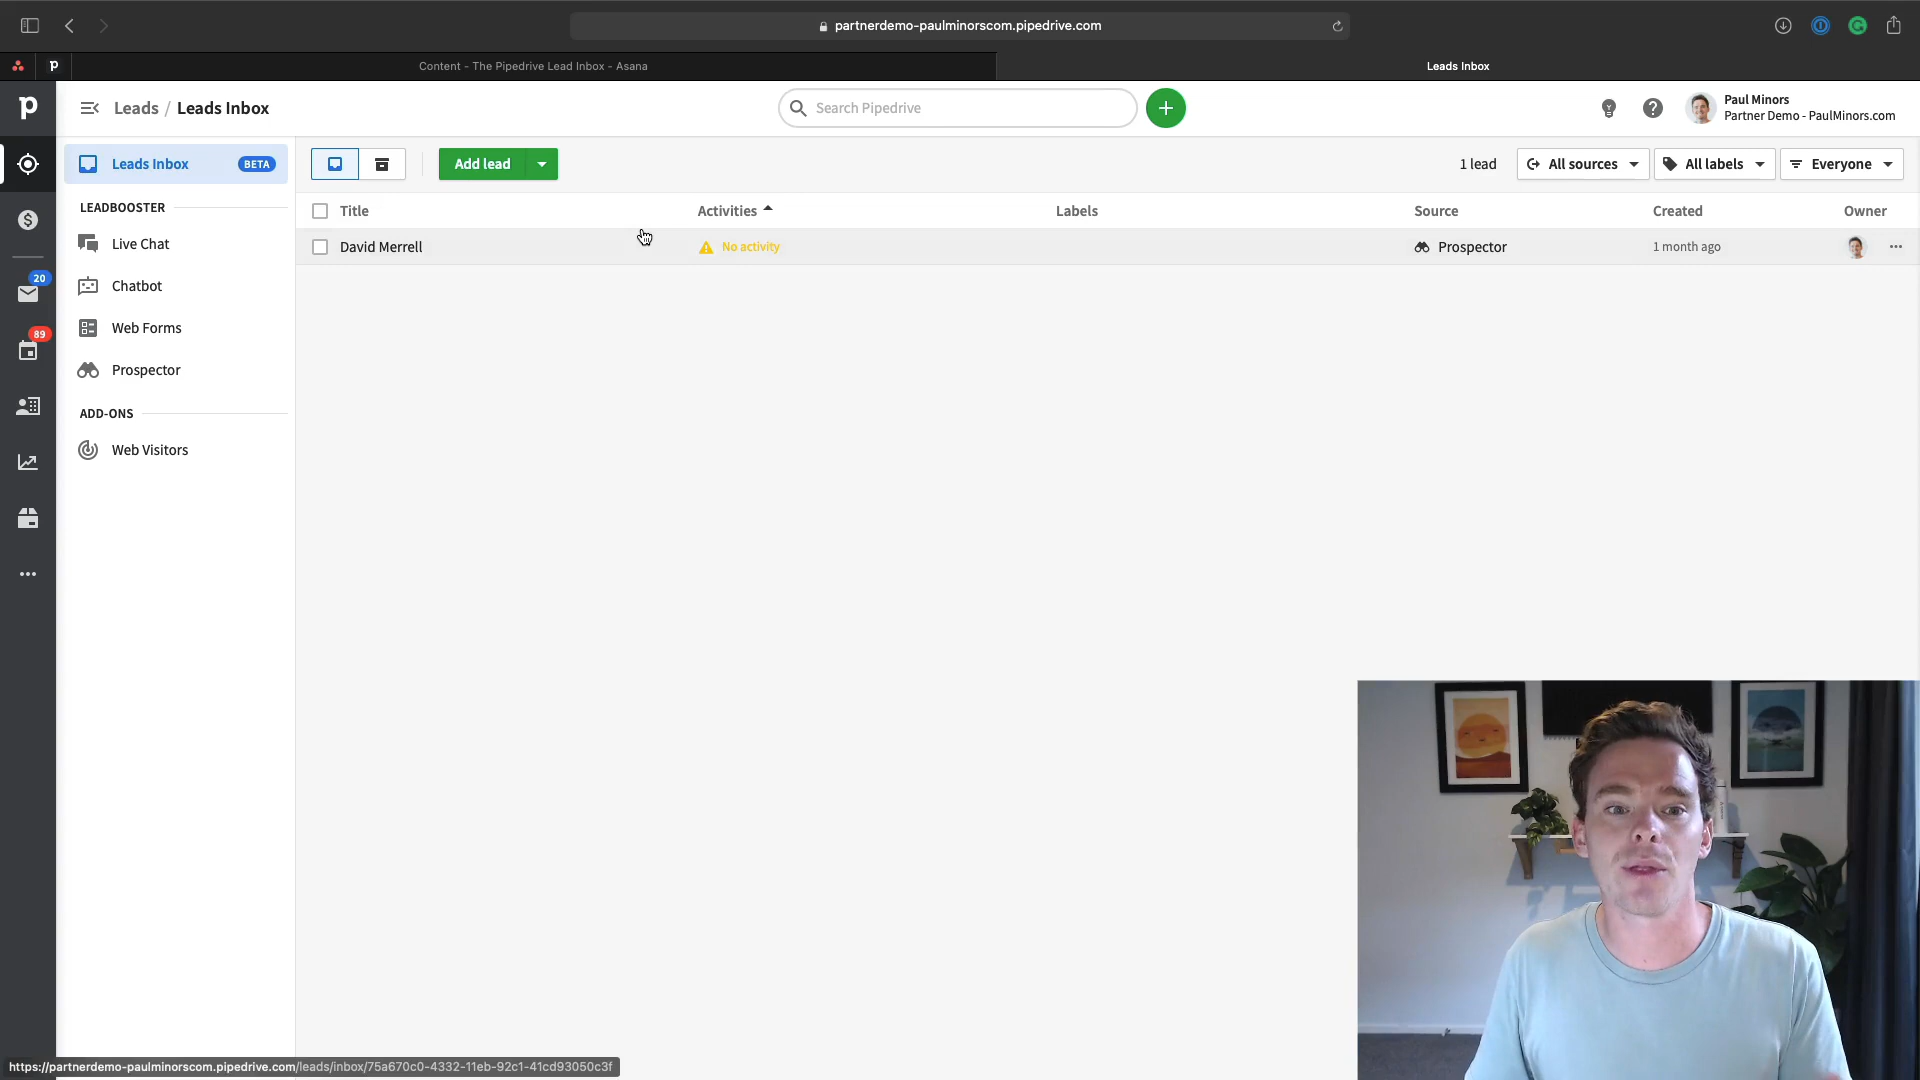 partnerdemo-paulminorscom.pipedrive.com
Content - The Pipedrive Lead Inbox - Asana
Leads Inbox
Leads / Leads Inbox
Search Pipedrive
Paul Minors
Partner Demo - PaulMinors.com
Leads Inbox BETA
LEADBOOSTER
Live Chat
Chatbot
Web Forms
Prospector
ADD-ONS
Web Visitors
20
89
Add lead
1 lead
All sources
All labels
Everyone
Title Activities Labels Source Created Owner
David Merrell No activity Prospector 1 month ago
https://partnerdemo-paulminorscom.pipedrive.com/leads/inbox/75a670c0-4332-11eb-92c1-41cd93050c3f